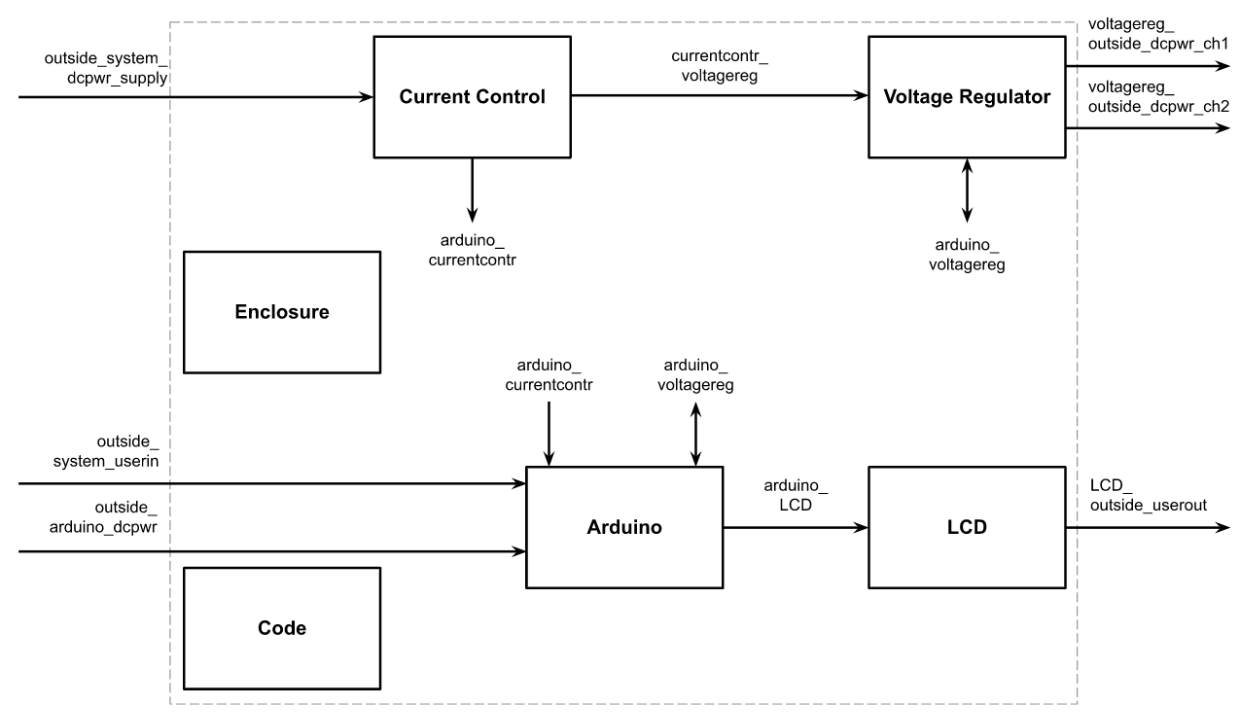 outside_system_
dcpwr_supply
Current Control
currentcontr_
voltagereg
Voltage Regulator
voltagereg_
outside_dcpwr_ch1
voltagereg_
outside_dcpwr_ch2
arduino_
currentcontr
arduino_
voltagereg
Enclosure
arduino_
currentcontr
arduino_
voltagereg
outside_
system_userin
outside_
arduino_dcpwr
Arduino
arduino_
LCD
LCD
LCD_
outside_userout
Code